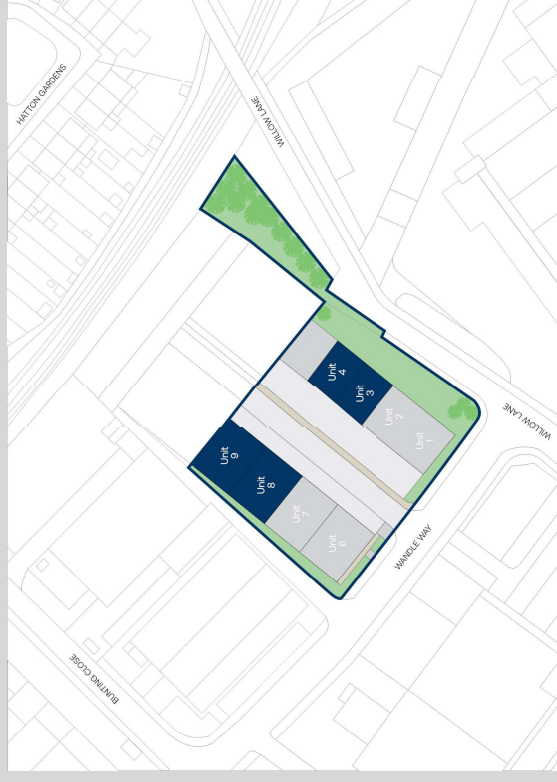 HATTON GARDENS
WILLOW LANE
Unit
4
Unit
3
Unit
2
Unit
1
Unit
9
Unit
8
Unit
7
Unit
6
WILLOW LANE
WANDLE WAY
BUNTING CLOSE